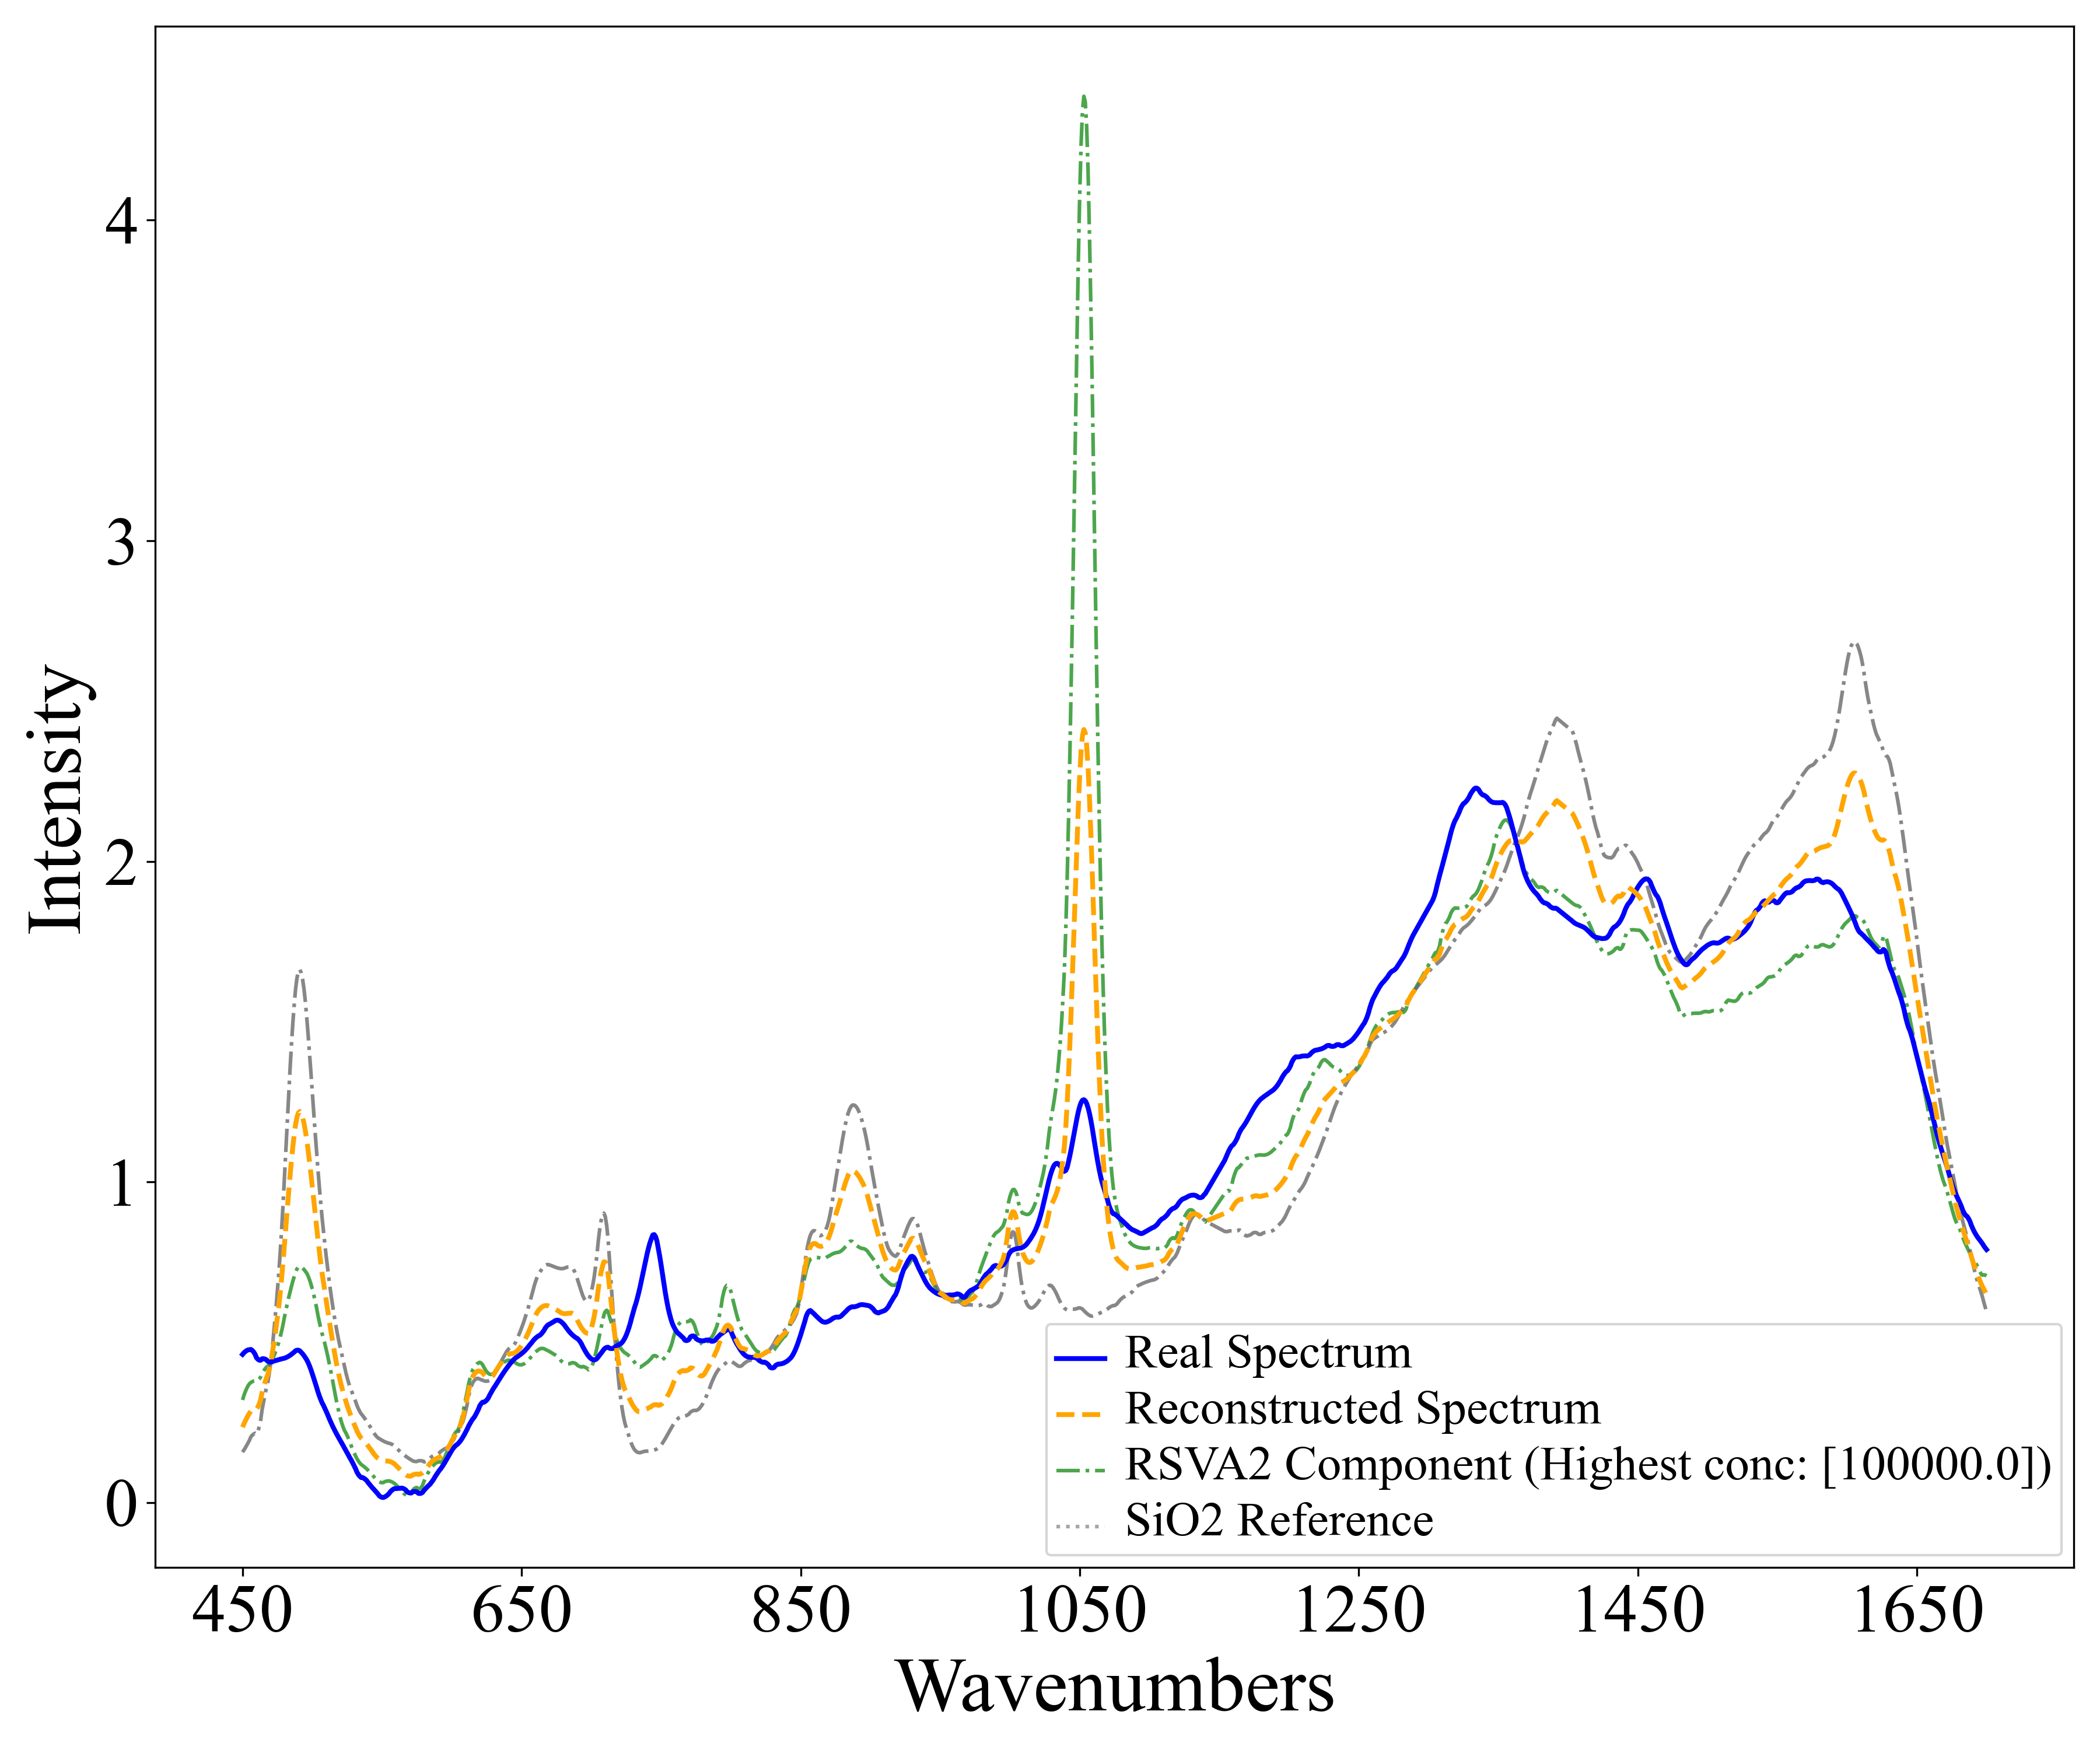 Intensity
4
3
2
1
0
Real Spectrum
Reconstructed Spectrum
RSVA2 Component (Highest conc: [100000.0])
SiO2 Reference
450 650 850 1050 1250 1450 1650
Wavenumbers